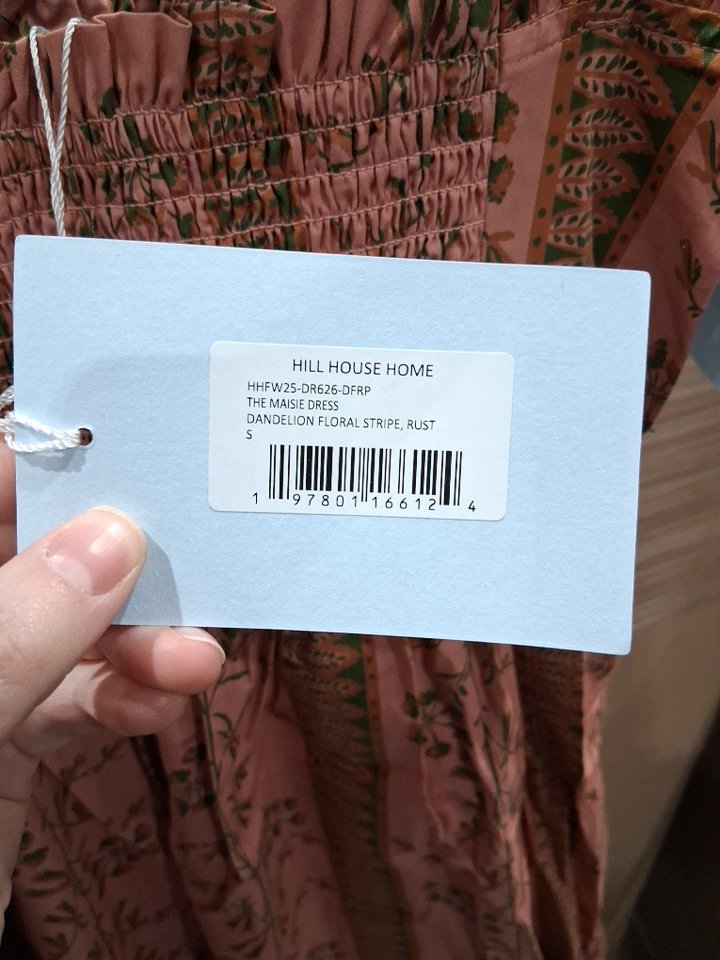 HILL HOUSE HOME
HHFW25-DR626-DFRP
THE MAISIE DRESS
DANDELION FLORAL STRIPE, RUST
S
1 97801 16612 4